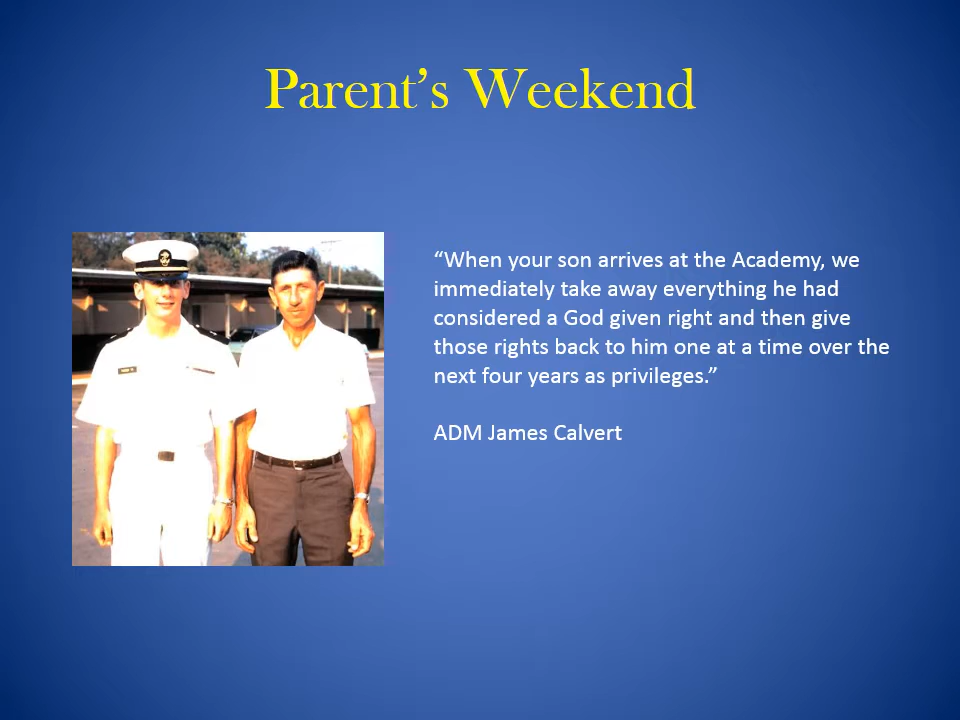 Parent’s Weekend
“When your son arrives at the Academy, we
immediately take away everything he had
considered a God given right and then give
those rights back to him one at a time over the
next four years as privileges.”
ADM James Calvert